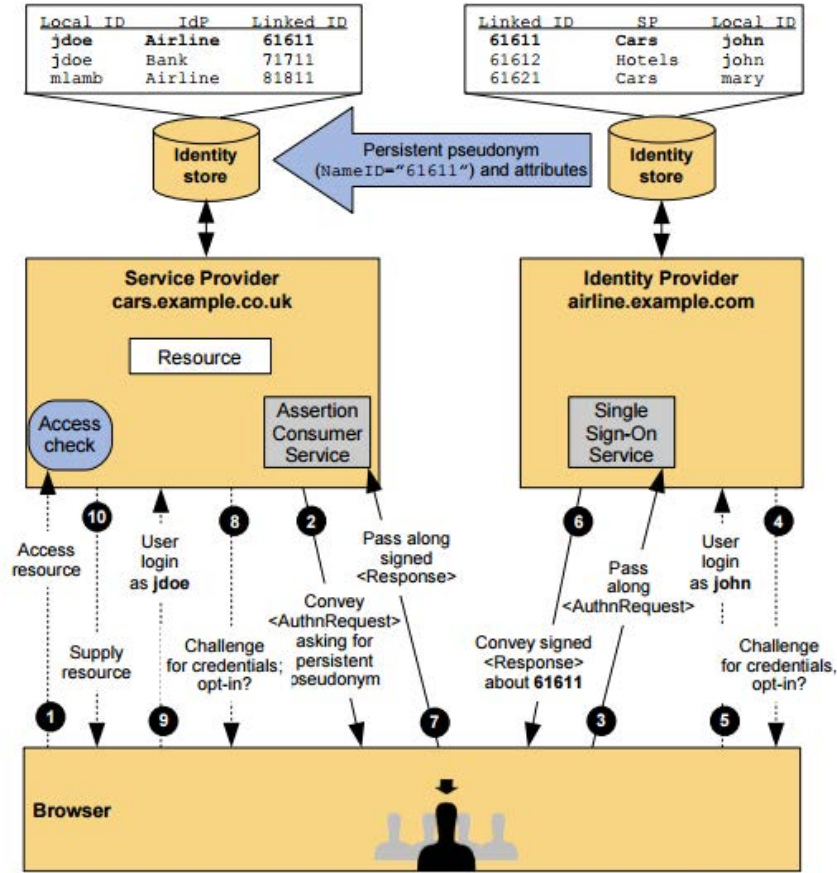 Local ID IdP Linked ID
jdoe Airline 61611
jdoe Bank 71711
mlamb Airline 81811
Linked ID SP Local ID
61611 Cars john
61612 Hotels john
61621 Cars mary
Identity
store
Persistent pseudonym
(NameID="61611") and attributes
Identity
store
Service Provider
cars.example.co.uk
Resource
Access
check
Assertion
Consumer
Service
Identity Provider
airline.example.com
Single
Sign-On
Service
1
Access
resource
10
Supply
resource
9
User
login
as jdoe
8
Challenge
for credentials;
opt-in?
2
Convey
<AuthnRequest>
asking for
persistent
pseudonym
7
Pass along
signed
<Response>
6
Convey signed
<Response>
about 61611
3
Pass
along
<AuthnRequest>
5
User
login
as john
4
Challenge
for credentials,
opt-in?
Browser